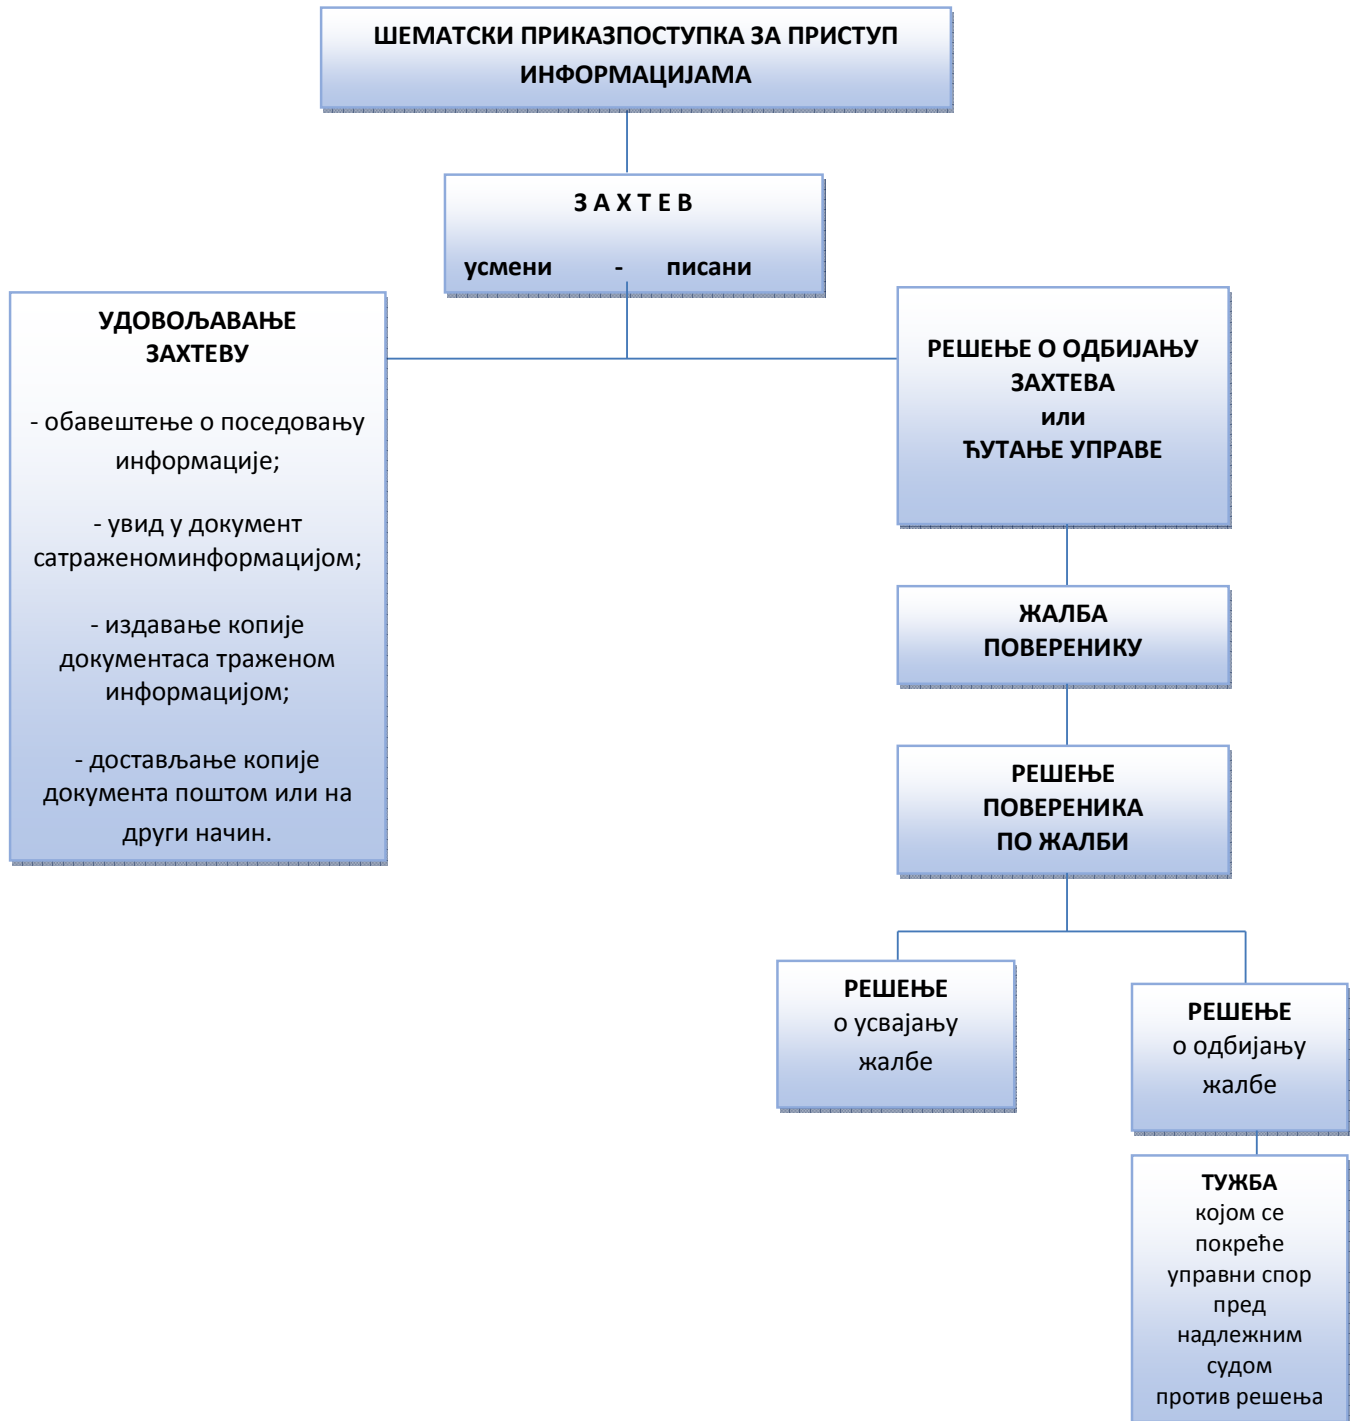 ШЕМАТСКИ ПРИКАЗПОСТУПКА ЗА ПРИСТУП
ИНФОРМАЦИЈАМА
З А Х Т Е В
усмени - писани
УДОВОЉАВАЊЕ
ЗАХТЕВУ
- обавештење о поседовању
информације;
- увид у документ
сатраженоминформацијом;
- издавање копије
документаса траженом
информацијом;
- достављање копије
документа поштом или на
други начин.
РЕШЕЊЕ О ОДБИЈАЊУ
ЗАХТЕВА
или
ЋУТАЊЕ УПРАВЕ
ЖАЛБА
ПОВЕРЕНИКУ
РЕШЕЊЕ
ПОВЕРЕНИКА
ПО ЖАЛБИ
РЕШЕЊЕ
о усвајању
жалбе
РЕШЕЊЕ
о одбијању
жалбе
ТУЖБА
којом се
покреће
управни спор
пред
надлежним
судом
против решења